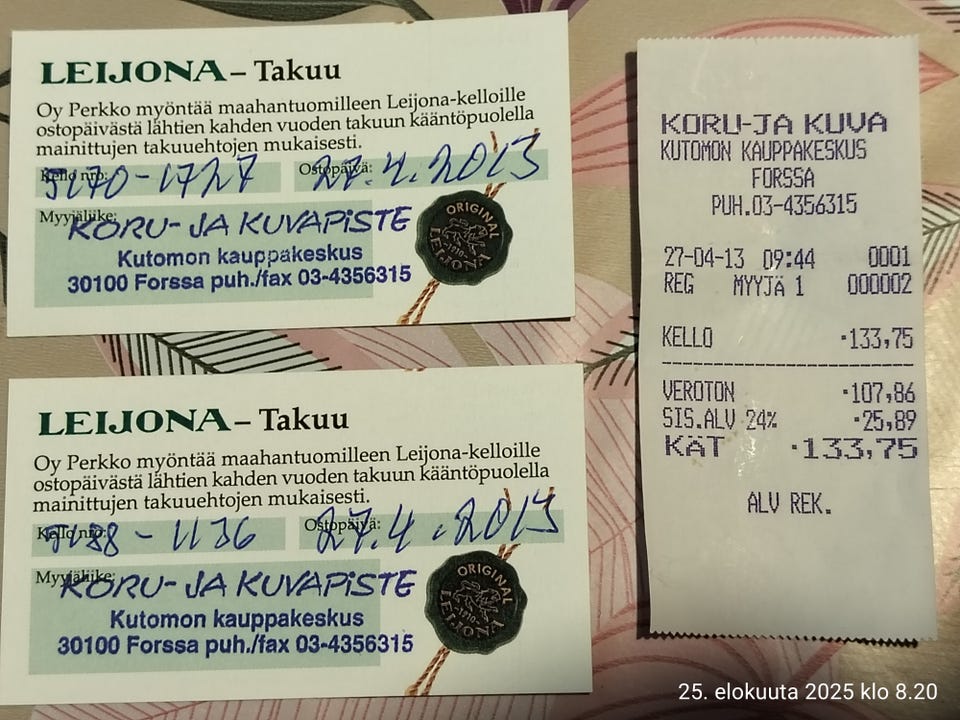 LEIJONA – Takuu
Oy Perkko myöntää maahantuomilleen Leijona-kelloille
ostopäivästä lähtien kahden vuoden takuun kääntöpuolella
mainittujen takuuehtojen mukaisesti.
Kello nro: 5170-1727 Ostopäivä: 27.4.2013
Myyjäliike: KORU- JA KUVAPISTE
Kutomon kauppakeskus
30100 Forssa puh./fax 03-4356315
ORIGINAL
LEIJONA
LEIJONA – Takuu
Oy Perkko myöntää maahantuomilleen Leijona-kelloille
ostopäivästä lähtien kahden vuoden takuun kääntöpuolella
mainittujen takuuehtojen mukaisesti.
Kello nro: - Ostopäivä: 27.4.2013
Myyjäliike: KORU- JA KUVAPISTE
Kutomon kauppakeskus
30100 Forssa puh./fax 03-4356315
ORIGINAL
-1910-
LEIJONA
KORU-JA KUVA
KUTOMON KAUPPAKESKUS
FORSSA
PUH.03-4356315
27-04-13 09:44 0001
REG MYYJÄ 1 000002
KELLO ·133,75
VEROTON ·107,86
SIS.ALV 24% ·25,89
KÄT ·133,75
ALV REK.
25. elokuuta 2025 klo 8.20